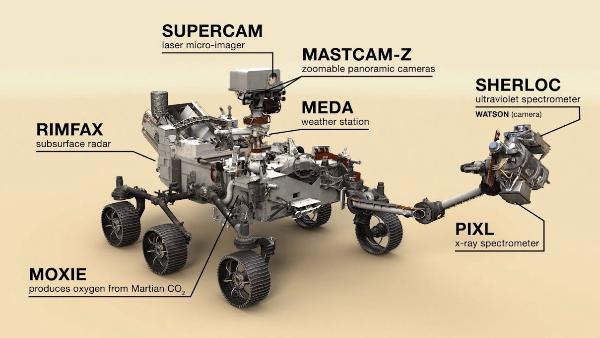 SUPERCAM
laser micro-imager
MASTCAM-Z
zoomable panoramic cameras
SHERLOC
ultraviolet spectrometer
WATSON (camera)
MEDA
weather station
RIMFAX
subsurface radar
PIXL
x-ray spectrometer
MOXIE
produces oxygen from Martian CO₂